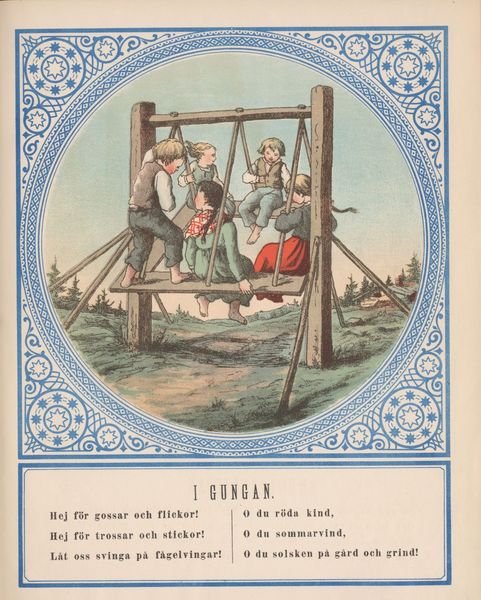 I GUNGAN.
Hej för gossar och flickor!
Hej för trossar och stickor!
Låt oss svinga på fågelvingar!
O du röda kind,
O du sommarvind,
O du solsken på gård och grind!